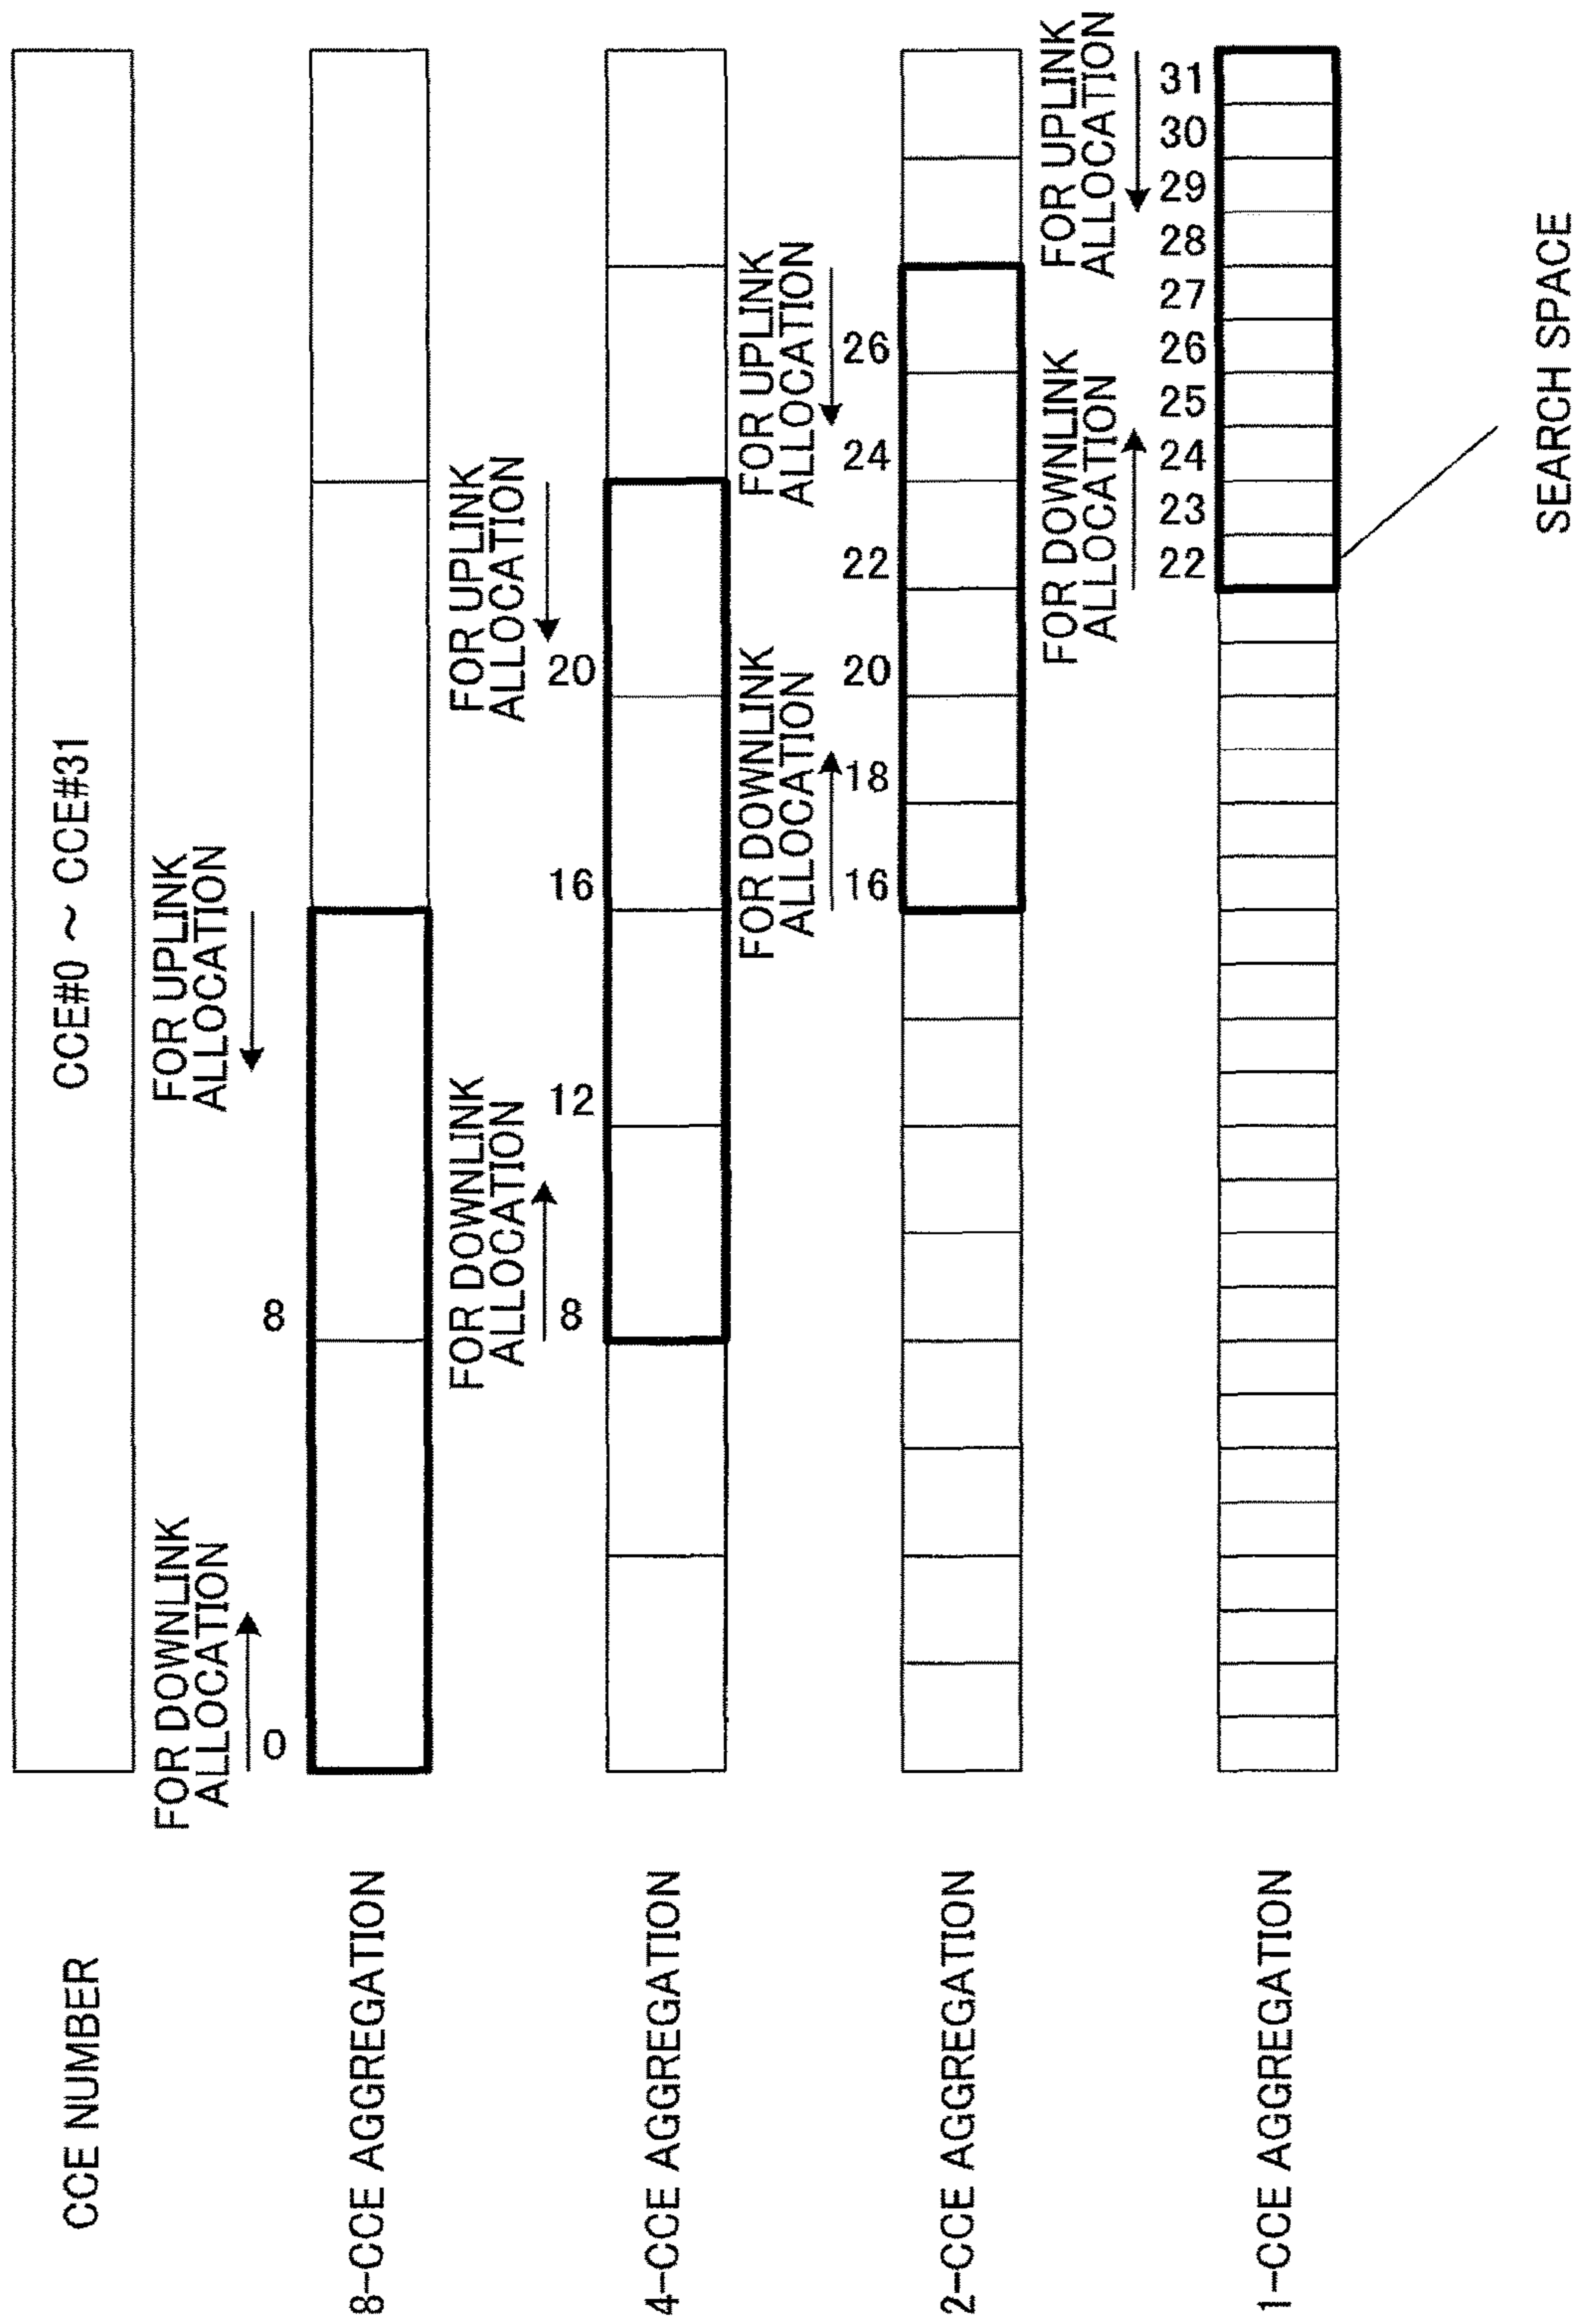 CCE NUMBER
CCE#0 ~ CCE#31
FOR DOWNLINK
ALLOCATION
FOR UPLINK
ALLOCATION
0
8
8-CCE AGGREGATION
FOR DOWNLINK
ALLOCATION
FOR UPLINK
ALLOCATION
8
12
16
20
4-CCE AGGREGATION
FOR DOWNLINK
ALLOCATION
FOR UPLINK
ALLOCATION
16
18
20
22
24
26
2-CCE AGGREGATION
FOR DOWNLINK
ALLOCATION
FOR UPLINK
ALLOCATION
22
23
24
25
26
27
28
29
30
31
1-CCE AGGREGATION
SEARCH SPACE